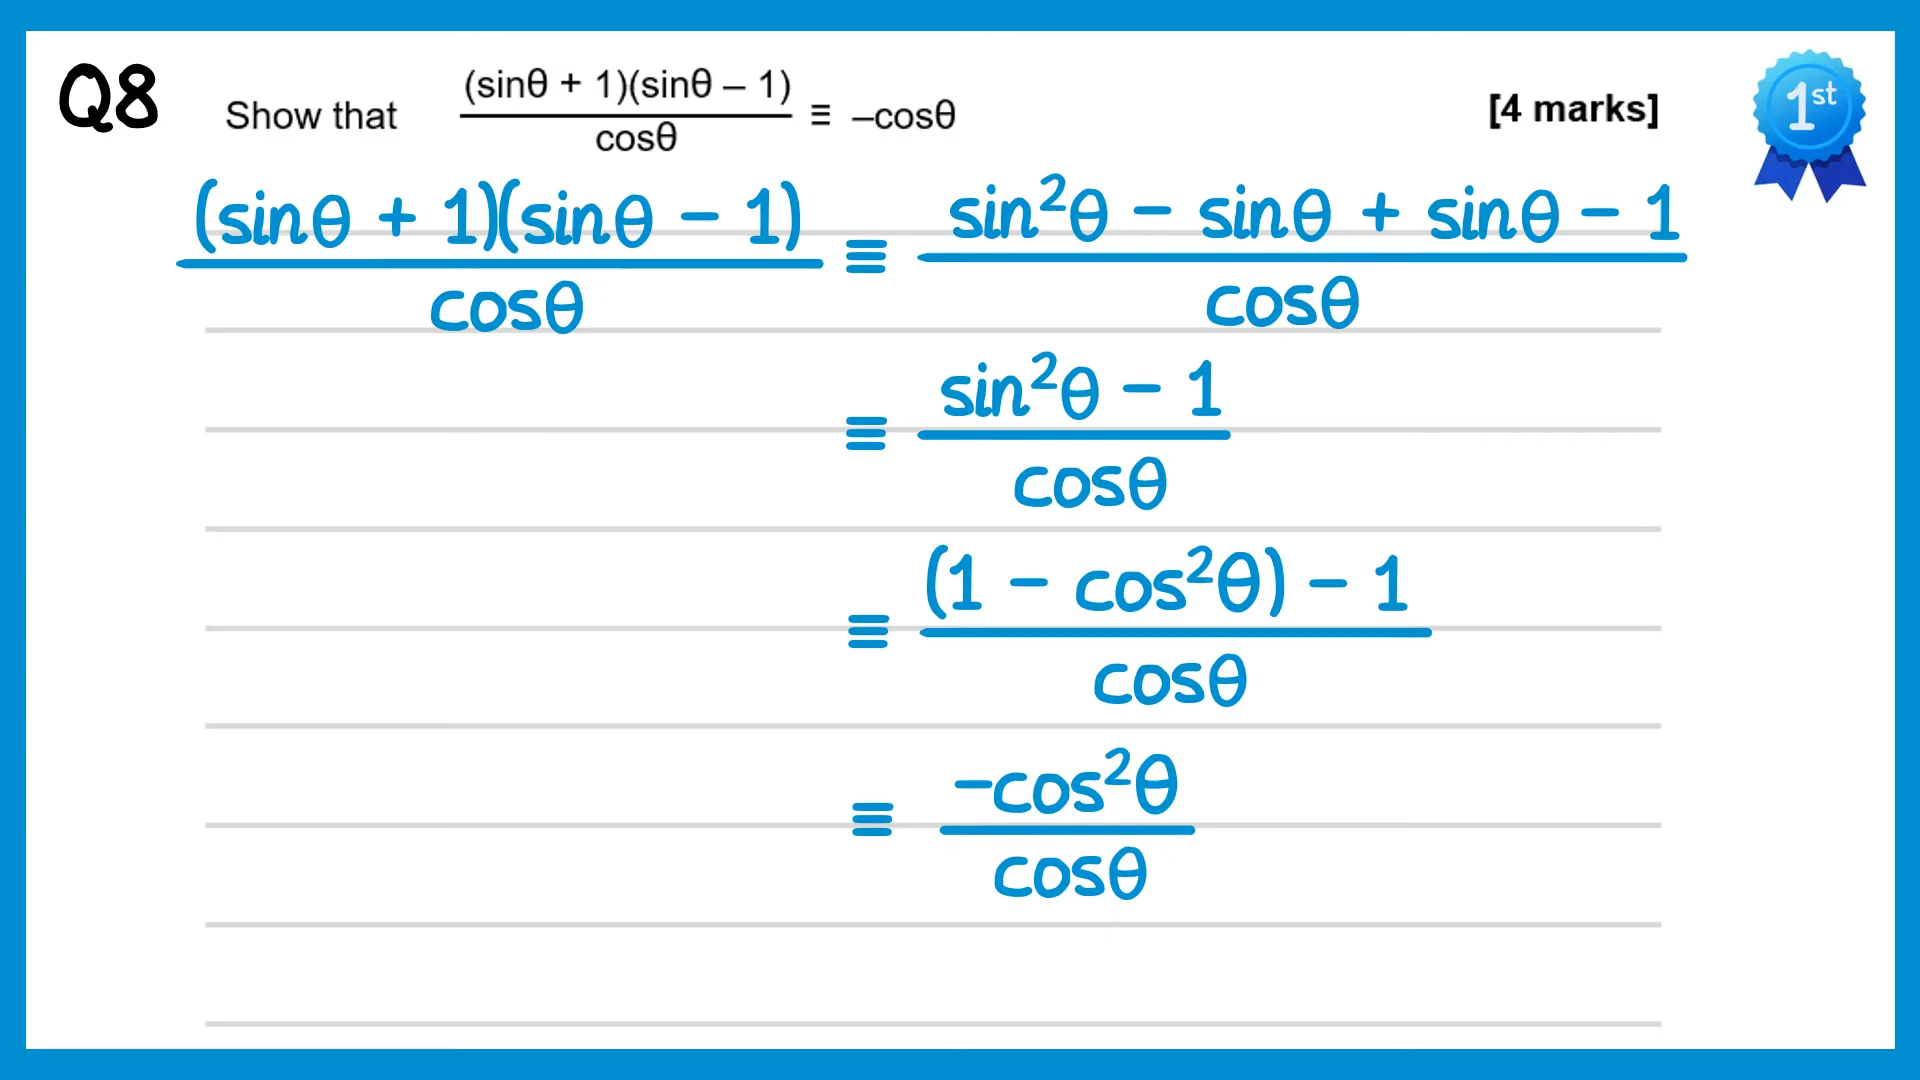 Q8
Show that (sinθ + 1)(sinθ – 1) / cosθ ≡ –cosθ
[4 marks]
1st
(sinθ + 1)(sinθ − 1) / cosθ ≡ sin²θ − sinθ + sinθ − 1 / cosθ
≡ sin²θ − 1 / cosθ
≡ (1 − cos²θ) − 1 / cosθ
≡ −cos²θ / cosθ